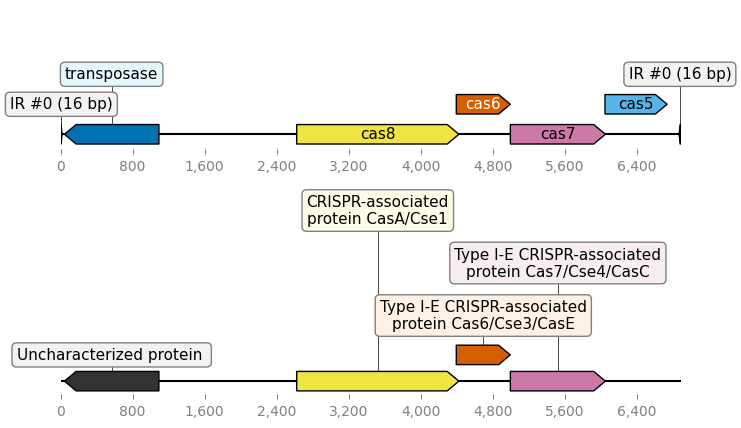 transposase
IR #0 (16 bp)
IR #0 (16 bp)
cas6
cas5
cas8
cas7
0 800 1,600 2,400 3,200 4,000 4,800 5,600 6,400
CRISPR-associated
protein CasA/Cse1
Type I-E CRISPR-associated
protein Cas7/Cse4/CasC
Type I-E CRISPR-associated
protein Cas6/Cse3/CasE
Uncharacterized protein
0 800 1,600 2,400 3,200 4,000 4,800 5,600 6,400